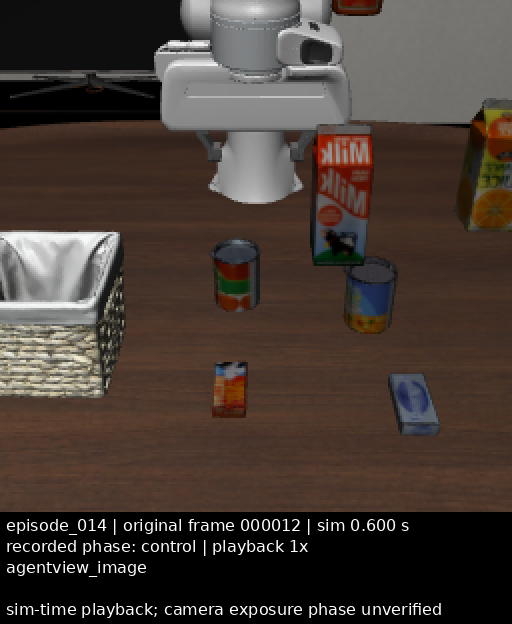 Milk
Milk
episode_014 | original frame 000012 | sim 0.600 s
recorded phase: control | playback 1x
agentview_image
sim-time playback; camera exposure phase unverified